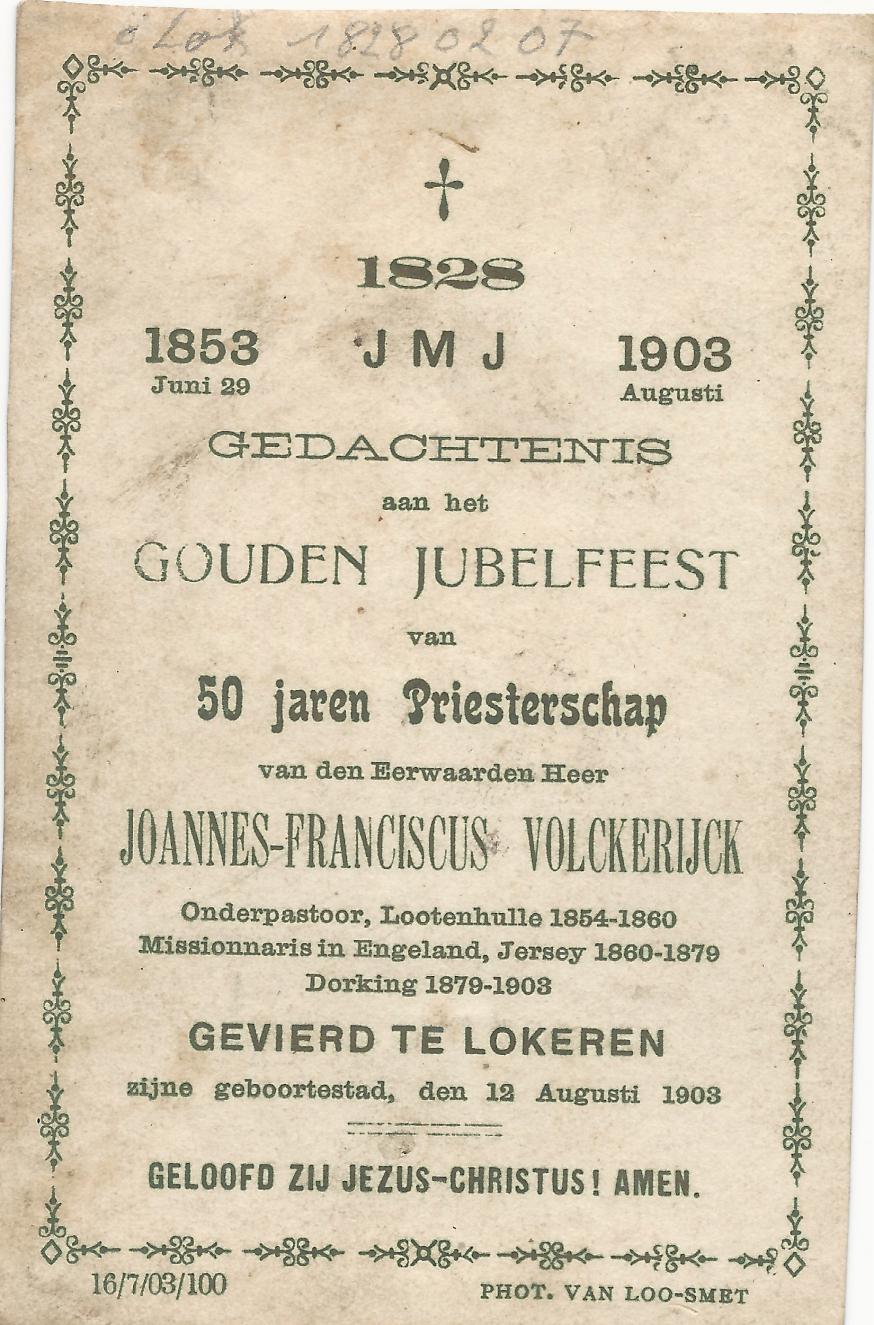 ° Lok 1828 02 07
1828
1853 J M J 1903
Juni 29 Augusti
GEDACHTENIS
aan het
GOUDEN JUBELFEEST
van
50 jaren Priesterschap
van den Eerwaarden Heer
JOANNES-FRANCISCUS VOLCKERIJCK
Onderpastoor, Lootenhulle 1854-1860
Missionnaris in Engeland, Jersey 1860-1879
Dorking 1879-1903
GEVIERD TE LOKEREN
zijne geboortestad, den 12 Augusti 1903
GELOOFD ZIJ JEZUS-CHRISTUS! AMEN.
16/7/03/100 PHOT. VAN LOO-SMET